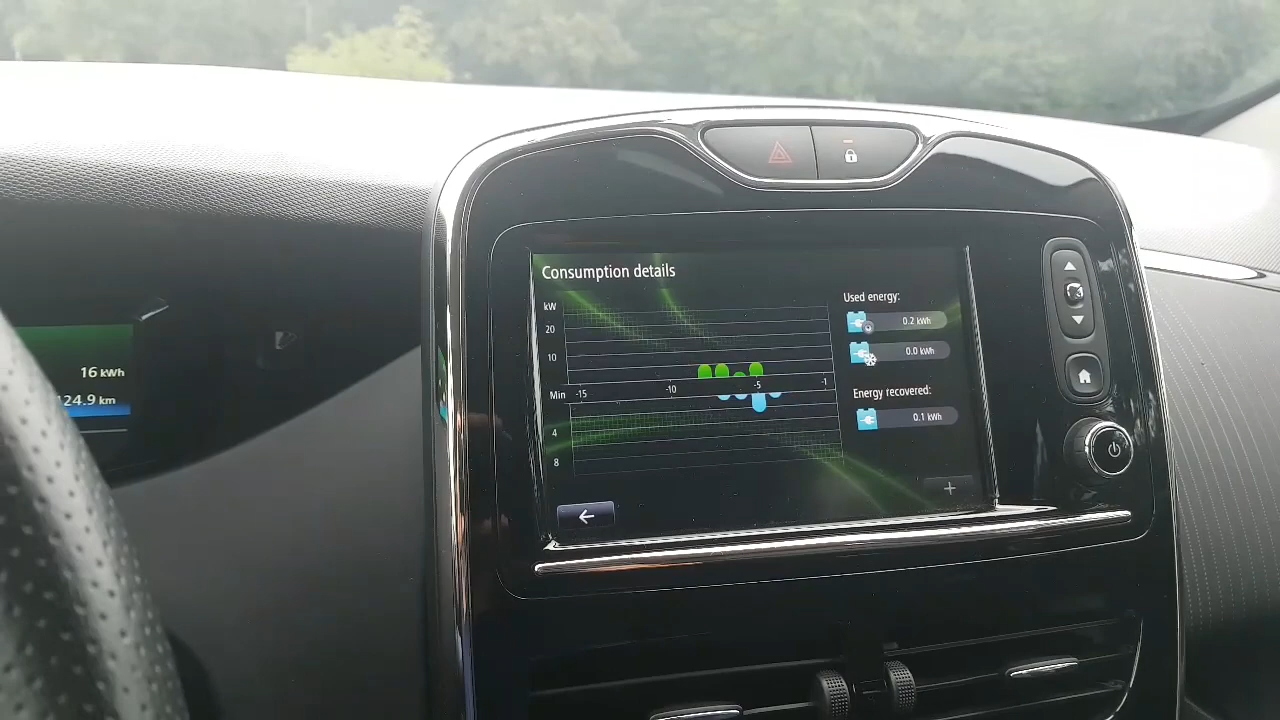 Consumption details
kW
20
10
Min -15 -10 -5 -1
4
8
Used energy:
0.2 kWh
0.0 kWh
Energy recovered:
0.1 kWh
+
16 kWh
24.9 km